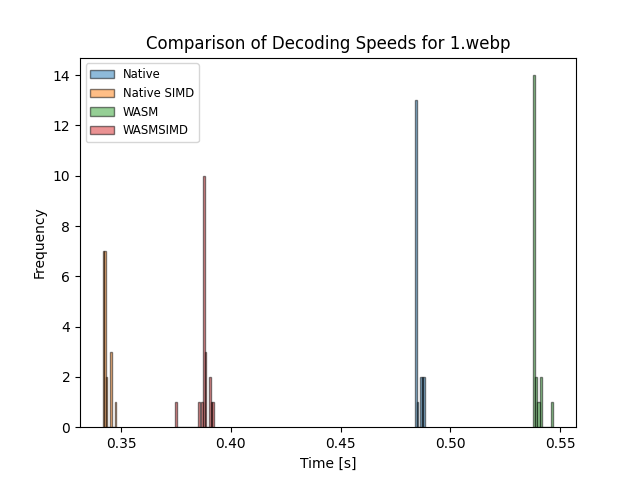 Comparison of Decoding Speeds for 1.webp
Native
Native SIMD
WASM
WASMSIMD
Frequency
14
12
10
8
6
4
2
0
0.35 0.40 0.45 0.50 0.55
Time [s]